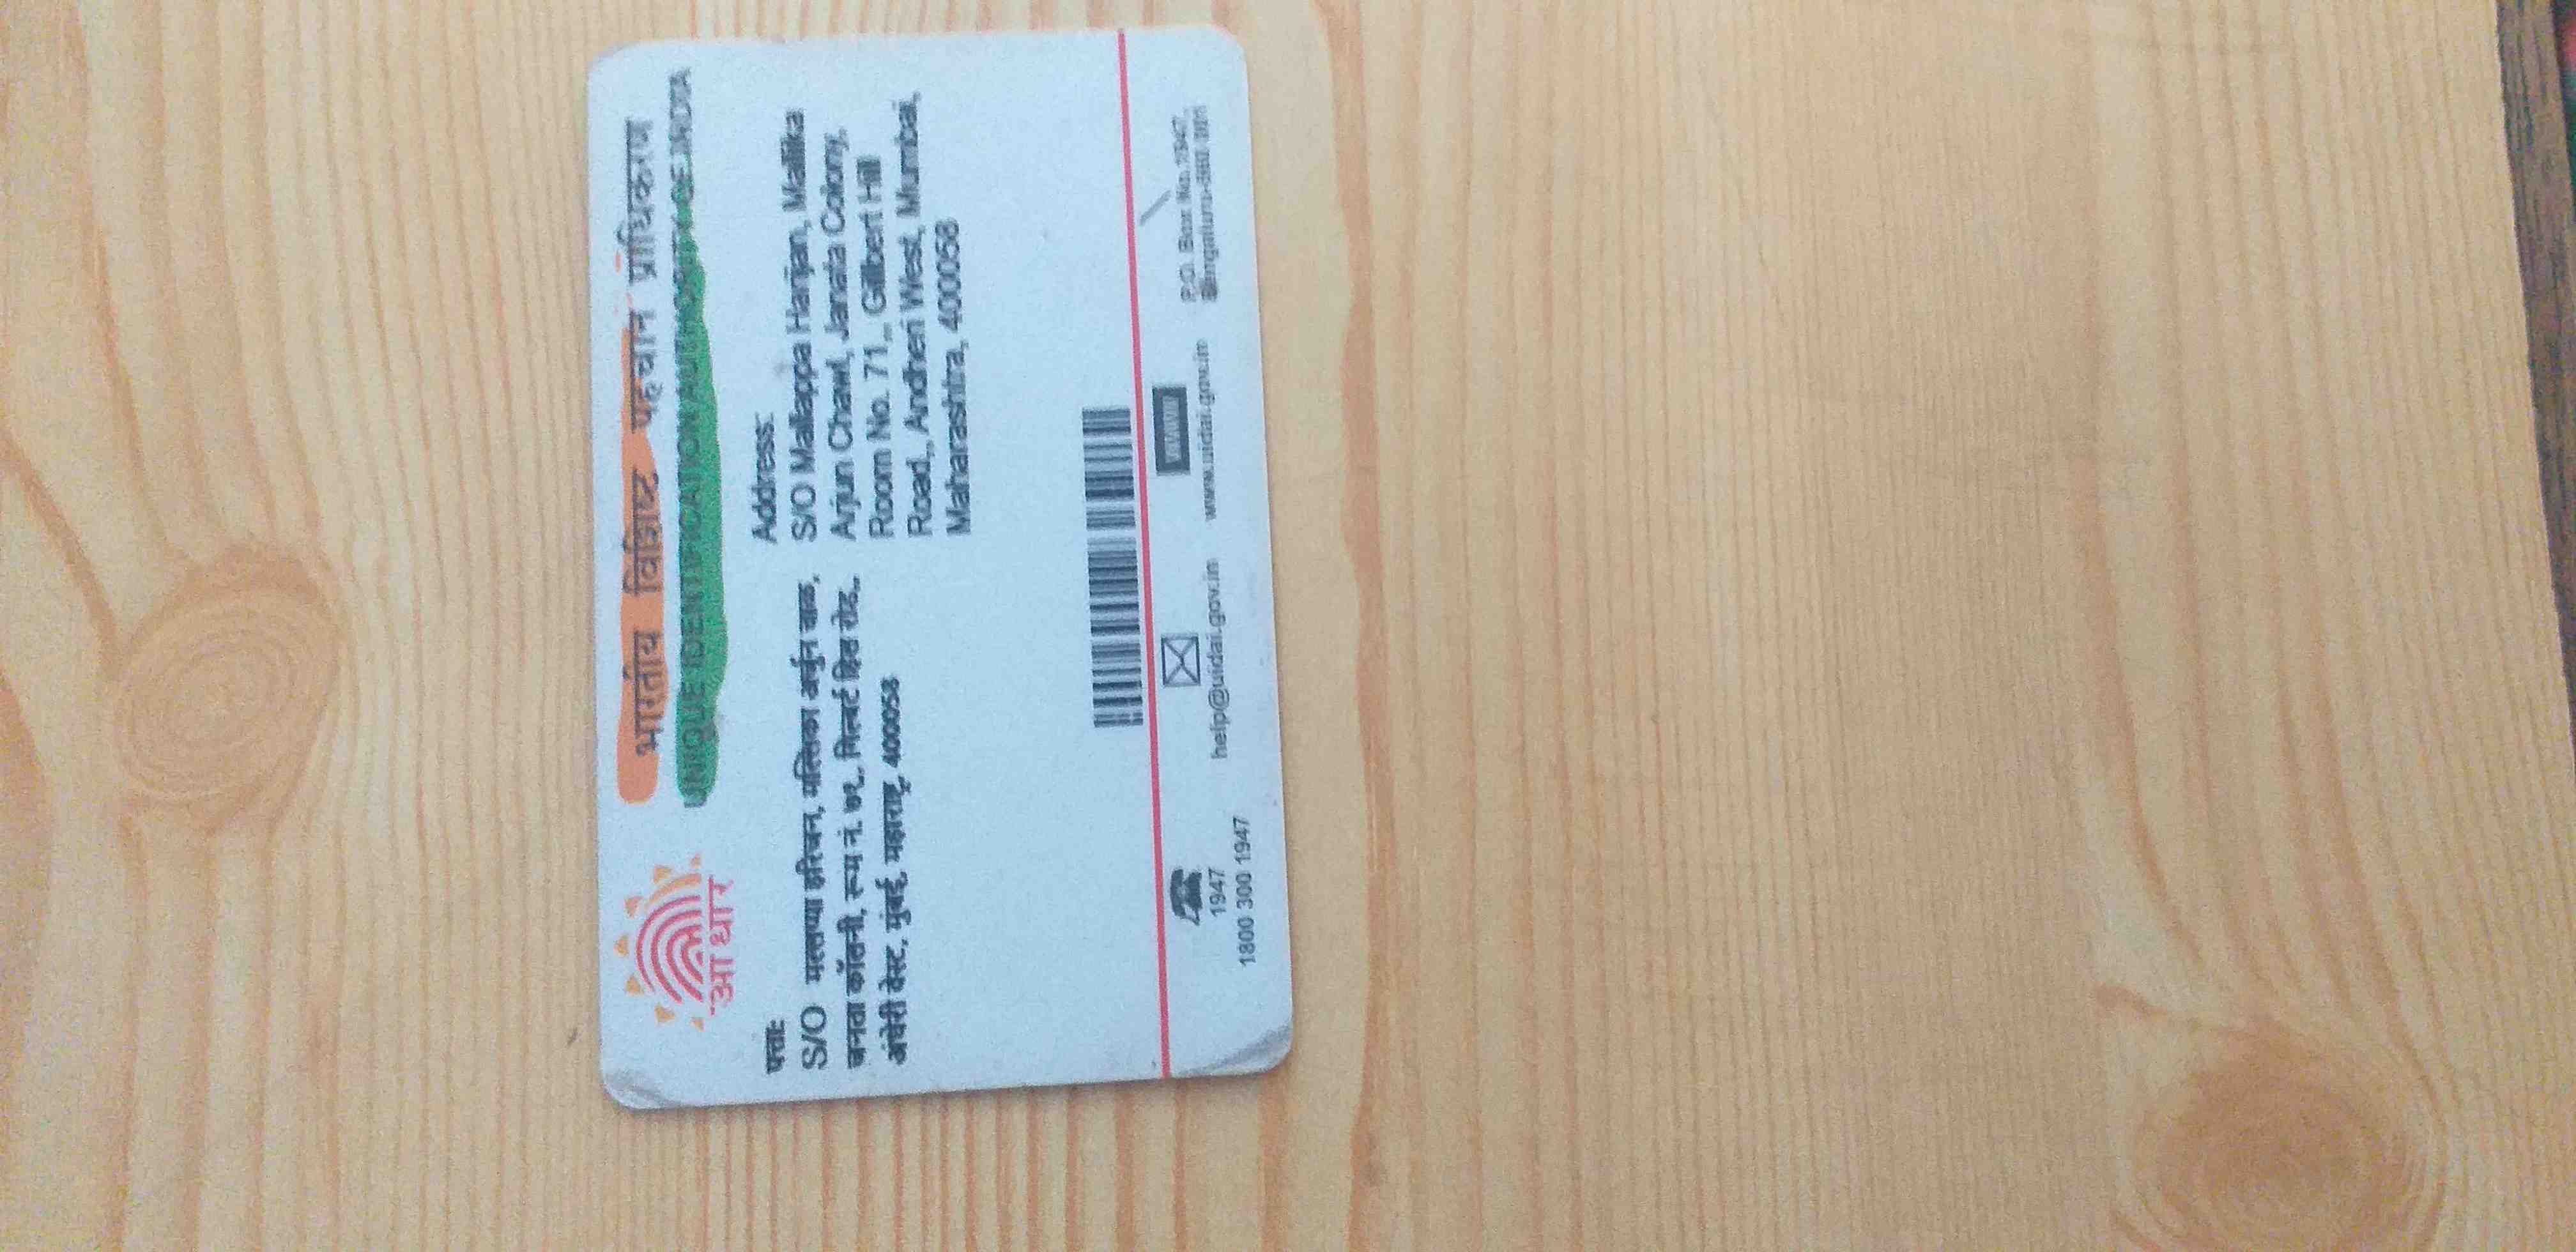 आधार
भारतीय विशिष्ट पहचान प्राधिकरण
UNIQUE IDENTIFICATION AUTHORITY OF INDIA
पत्ता:
S/O मल्लाप्पा हरिजन, मल्लिका अर्जुन चाळ,
जनता कॉलनी, रूम नं. ७१, गिल्बर्ट हिल रोड,
अंधेरी वेस्ट, मुंबई, महाराष्ट्र, 400058
Address:
S/O Mallappa Harijan, Mallika
Arjun Chawl, Janata Colony,
Room No. 71,, Gilbert Hill
Road,, Andheri West, Mumbai,
Maharashtra, 400058
1947
1800 300 1947
help@uidai.gov.in
WWW
www.uidai.gov.in
P.O. Box No.1947,
Bengaluru-560 001